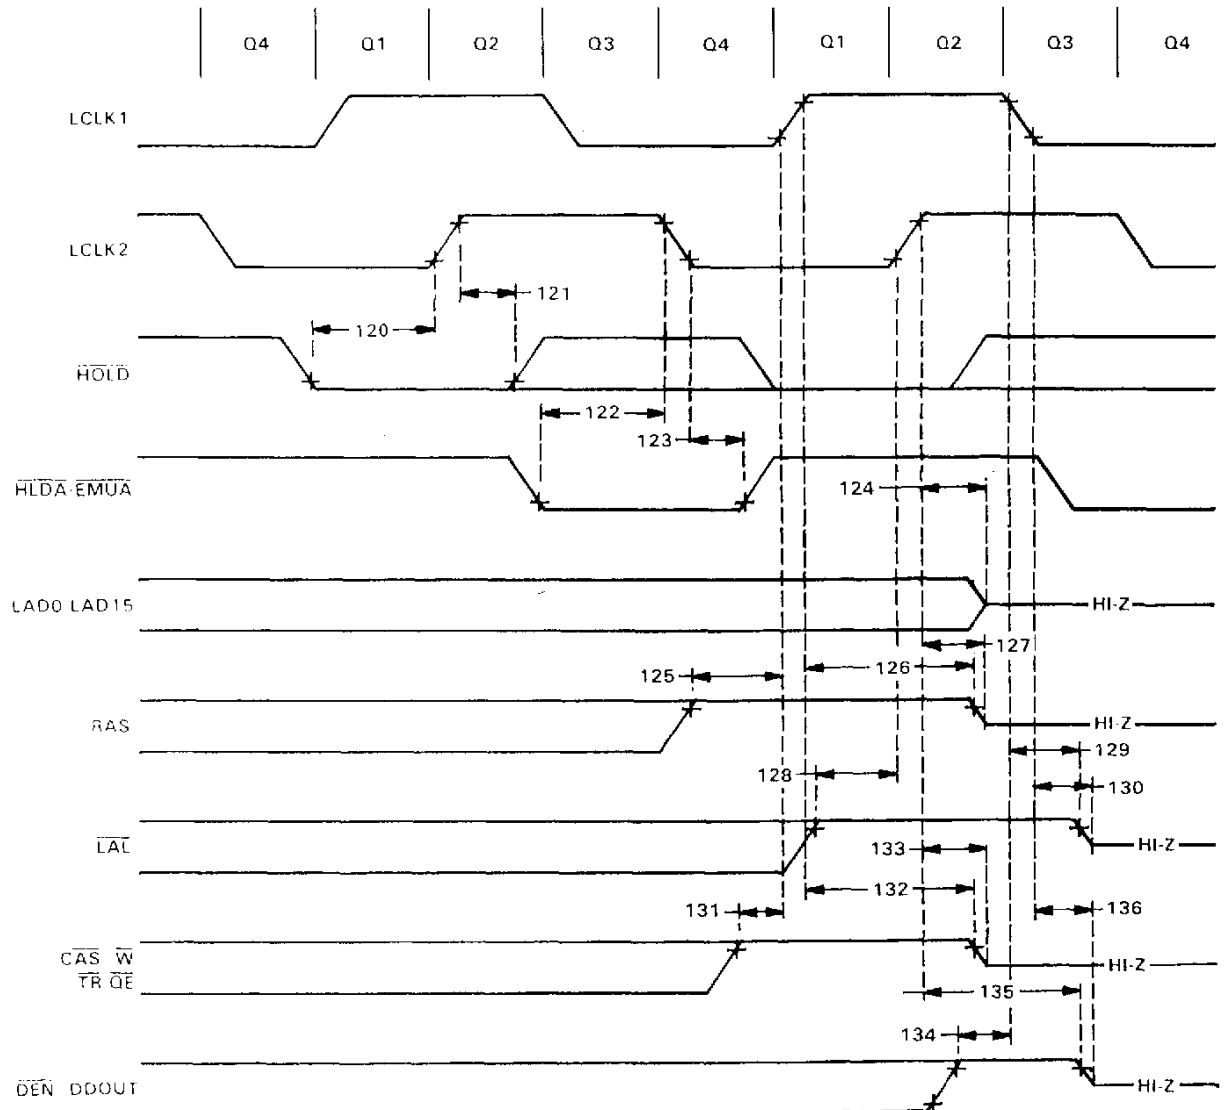 Q4 Q1 Q2 Q3 Q4 Q1 Q2 Q3 Q4
LCLK1
LCLK2
121
120
HOLD
122
123
HLDA·EMUA
124
LAD0 LAD15
HI-Z
127
126
125
RAS
HI-Z
129
128
130
LAL
HI-Z
133
132
131
136
CAS W
TR QE
HI-Z
135
134
DEN DDOUT
HI-Z